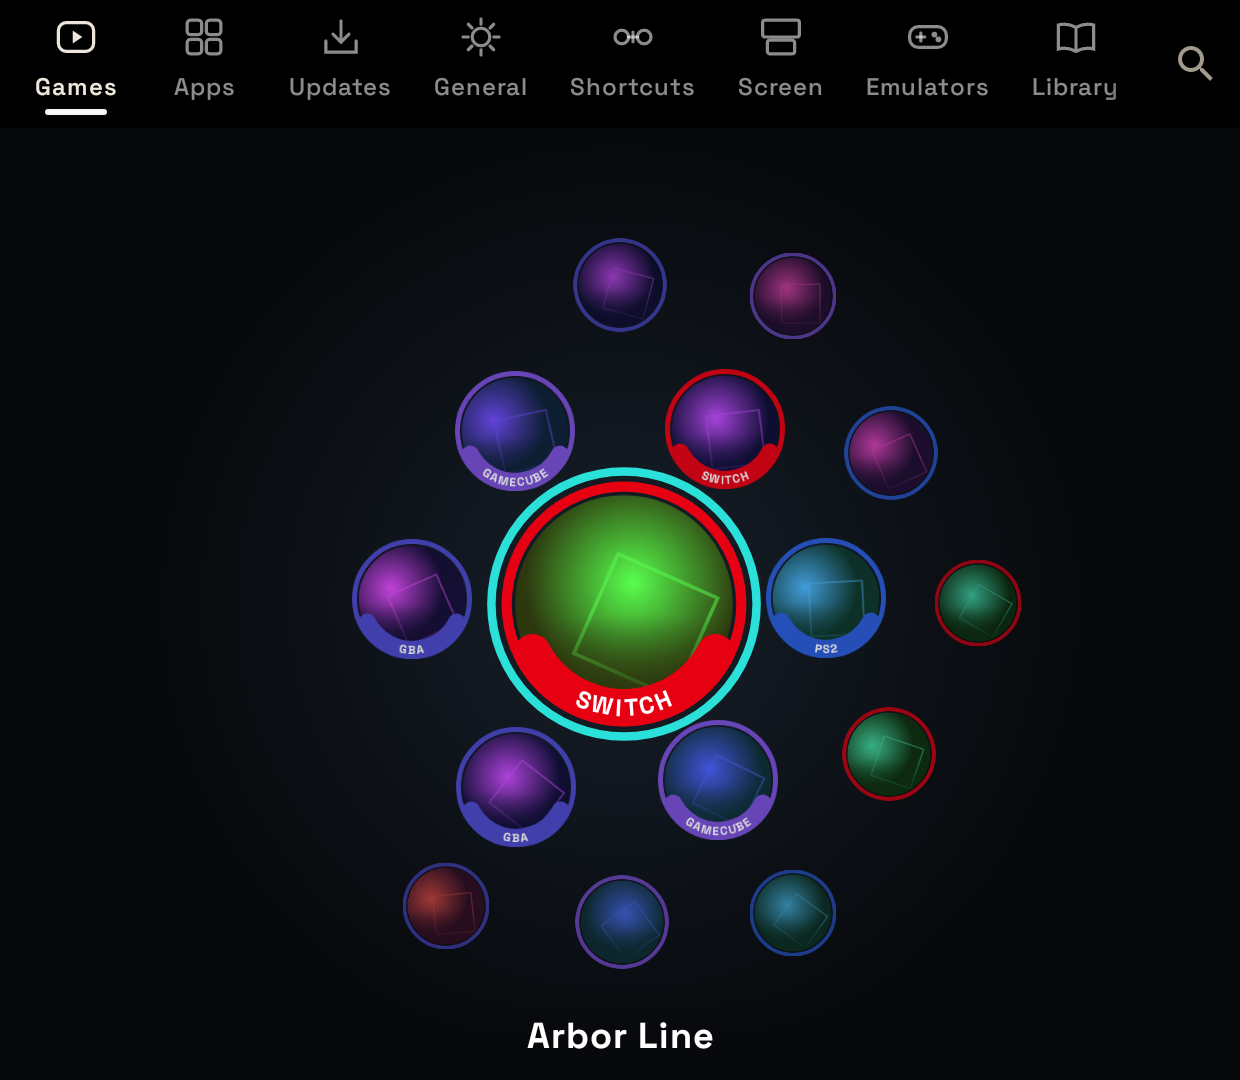 Games Apps Updates General Shortcuts Screen Emulators Library
GAMECUBE
SWITCH
GBA
SWITCH
PS2
GBA
GAMECUBE
Arbor Line